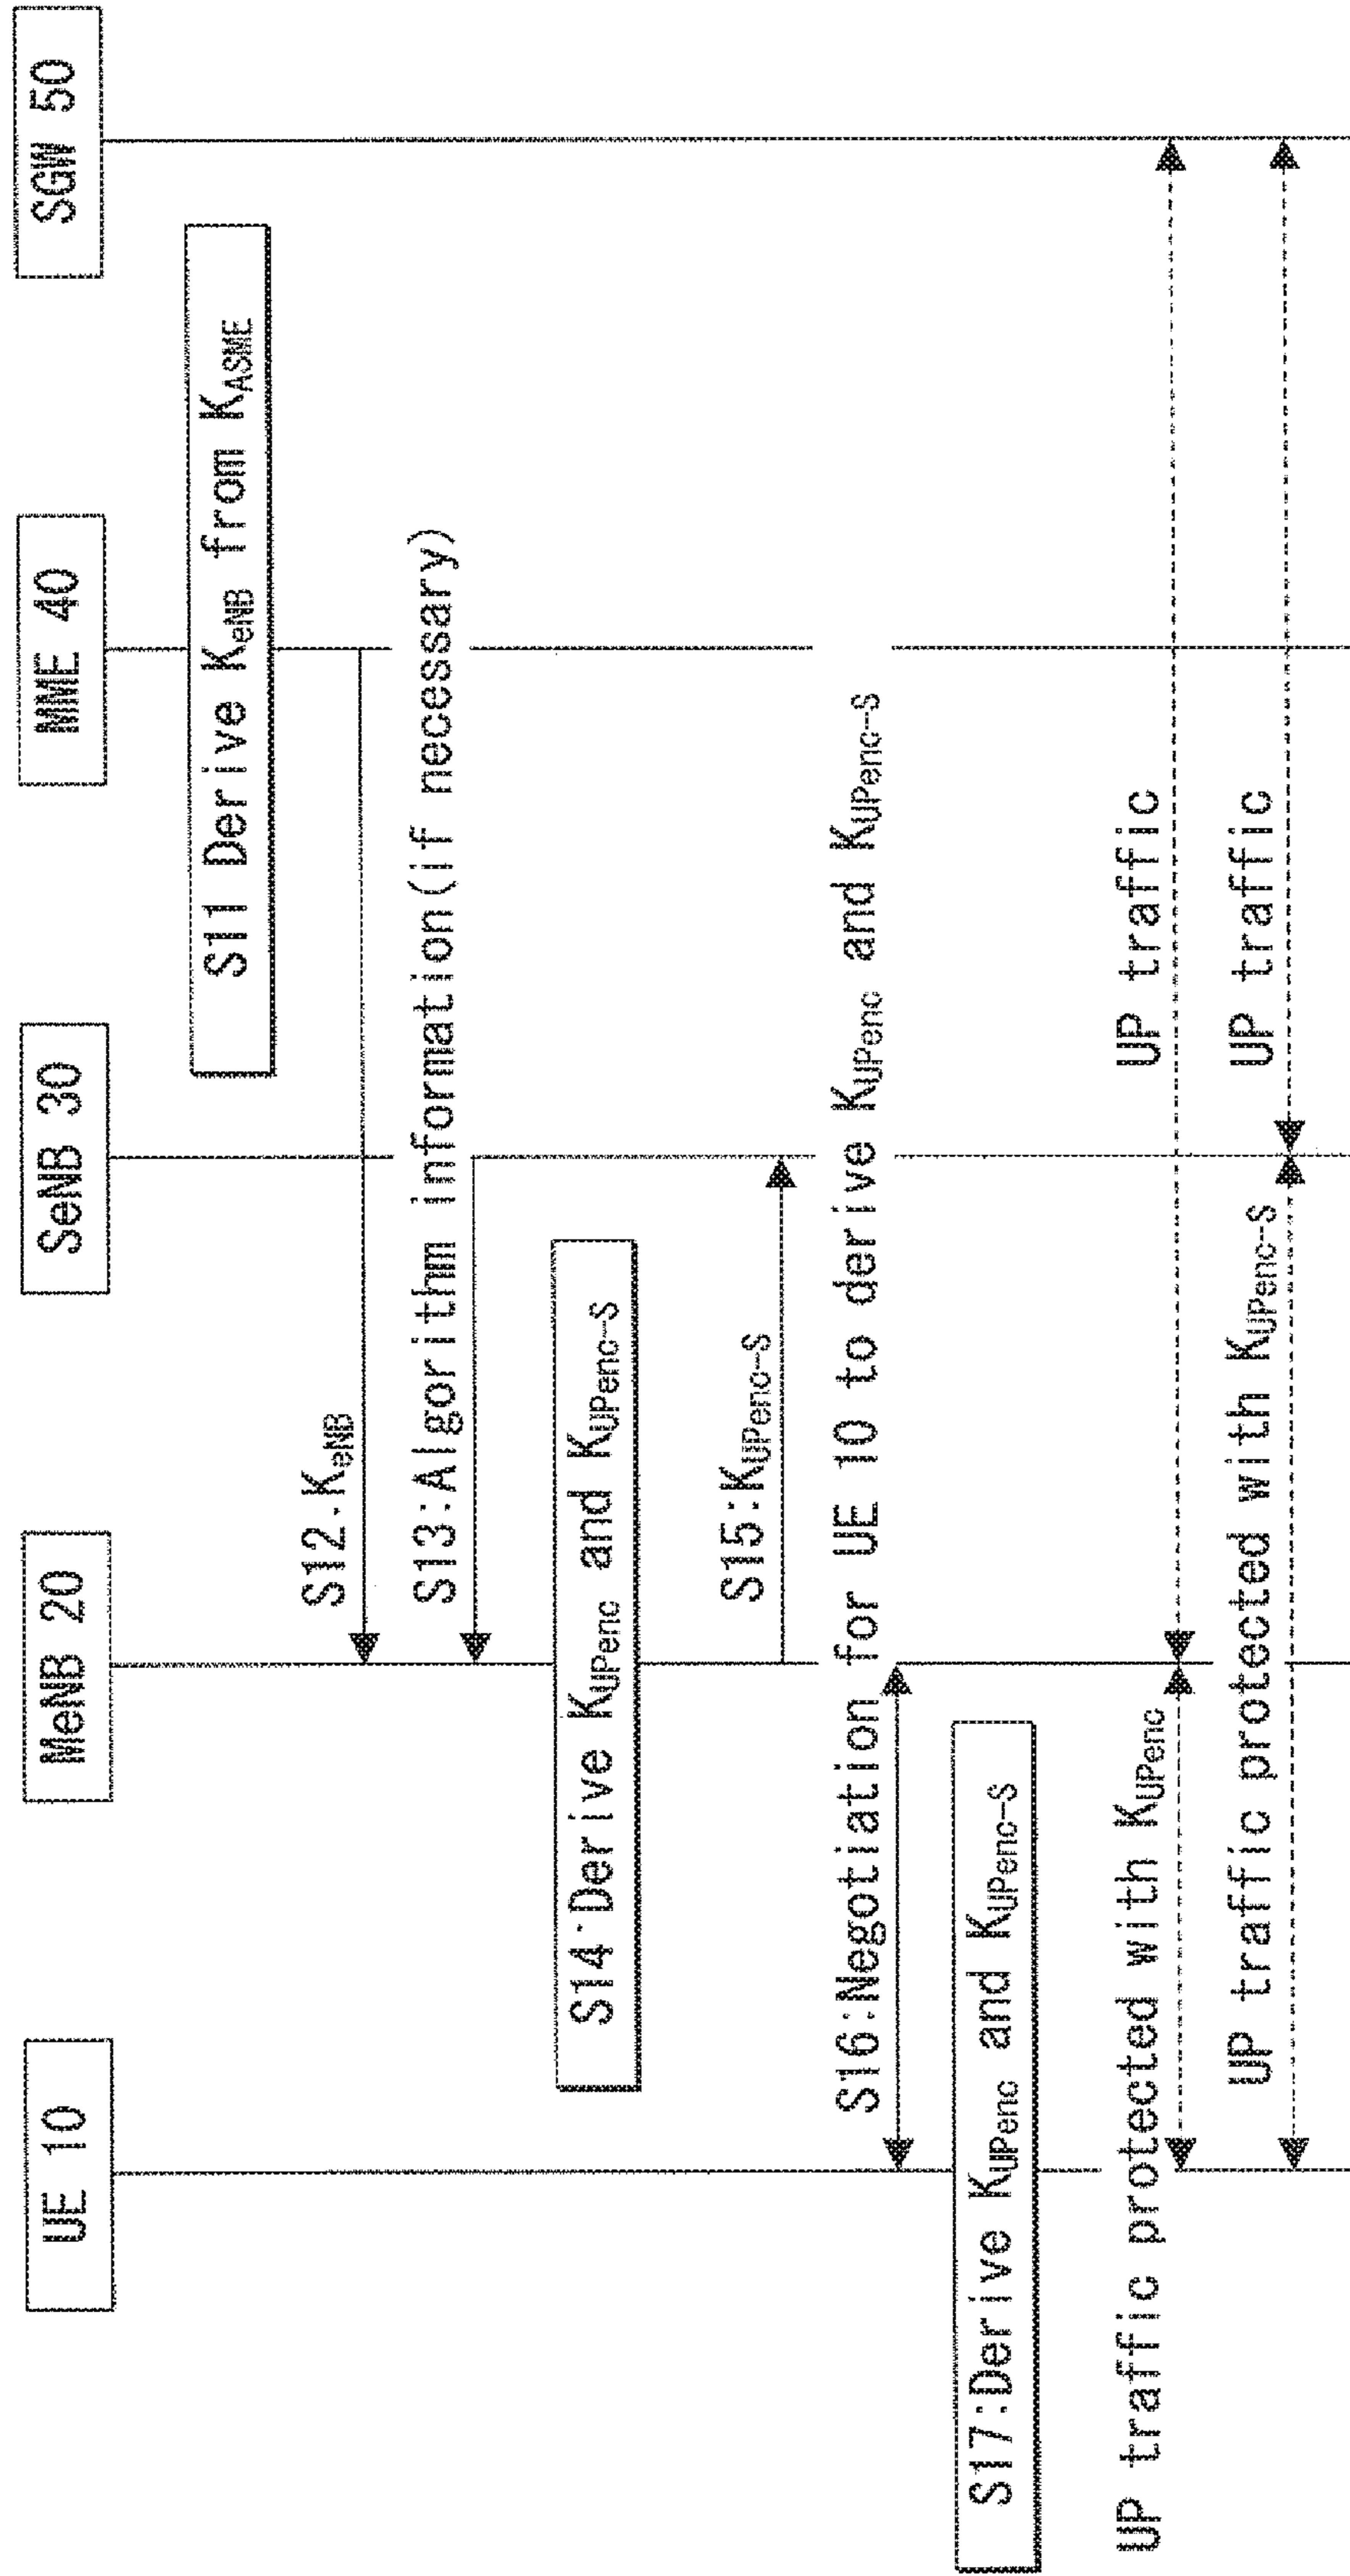 UE 10
MeNB 20
SeNB 30
MME 40
SGW 50
S11 Derive KeNB from KASME
S12·KeNB
S13:Algorithm information(if necessary)
S14·Derive KUPenc and KUPenc-S
S15:KUPenc-S
S16:Negotiation for UE 10 to derive KUPenc and KUPenc-S
S17:Derive KUPenc and KUPenc-S
UP traffic protected with KUPenc
UP traffic
UP traffic protected with KUPenc-S
UP traffic